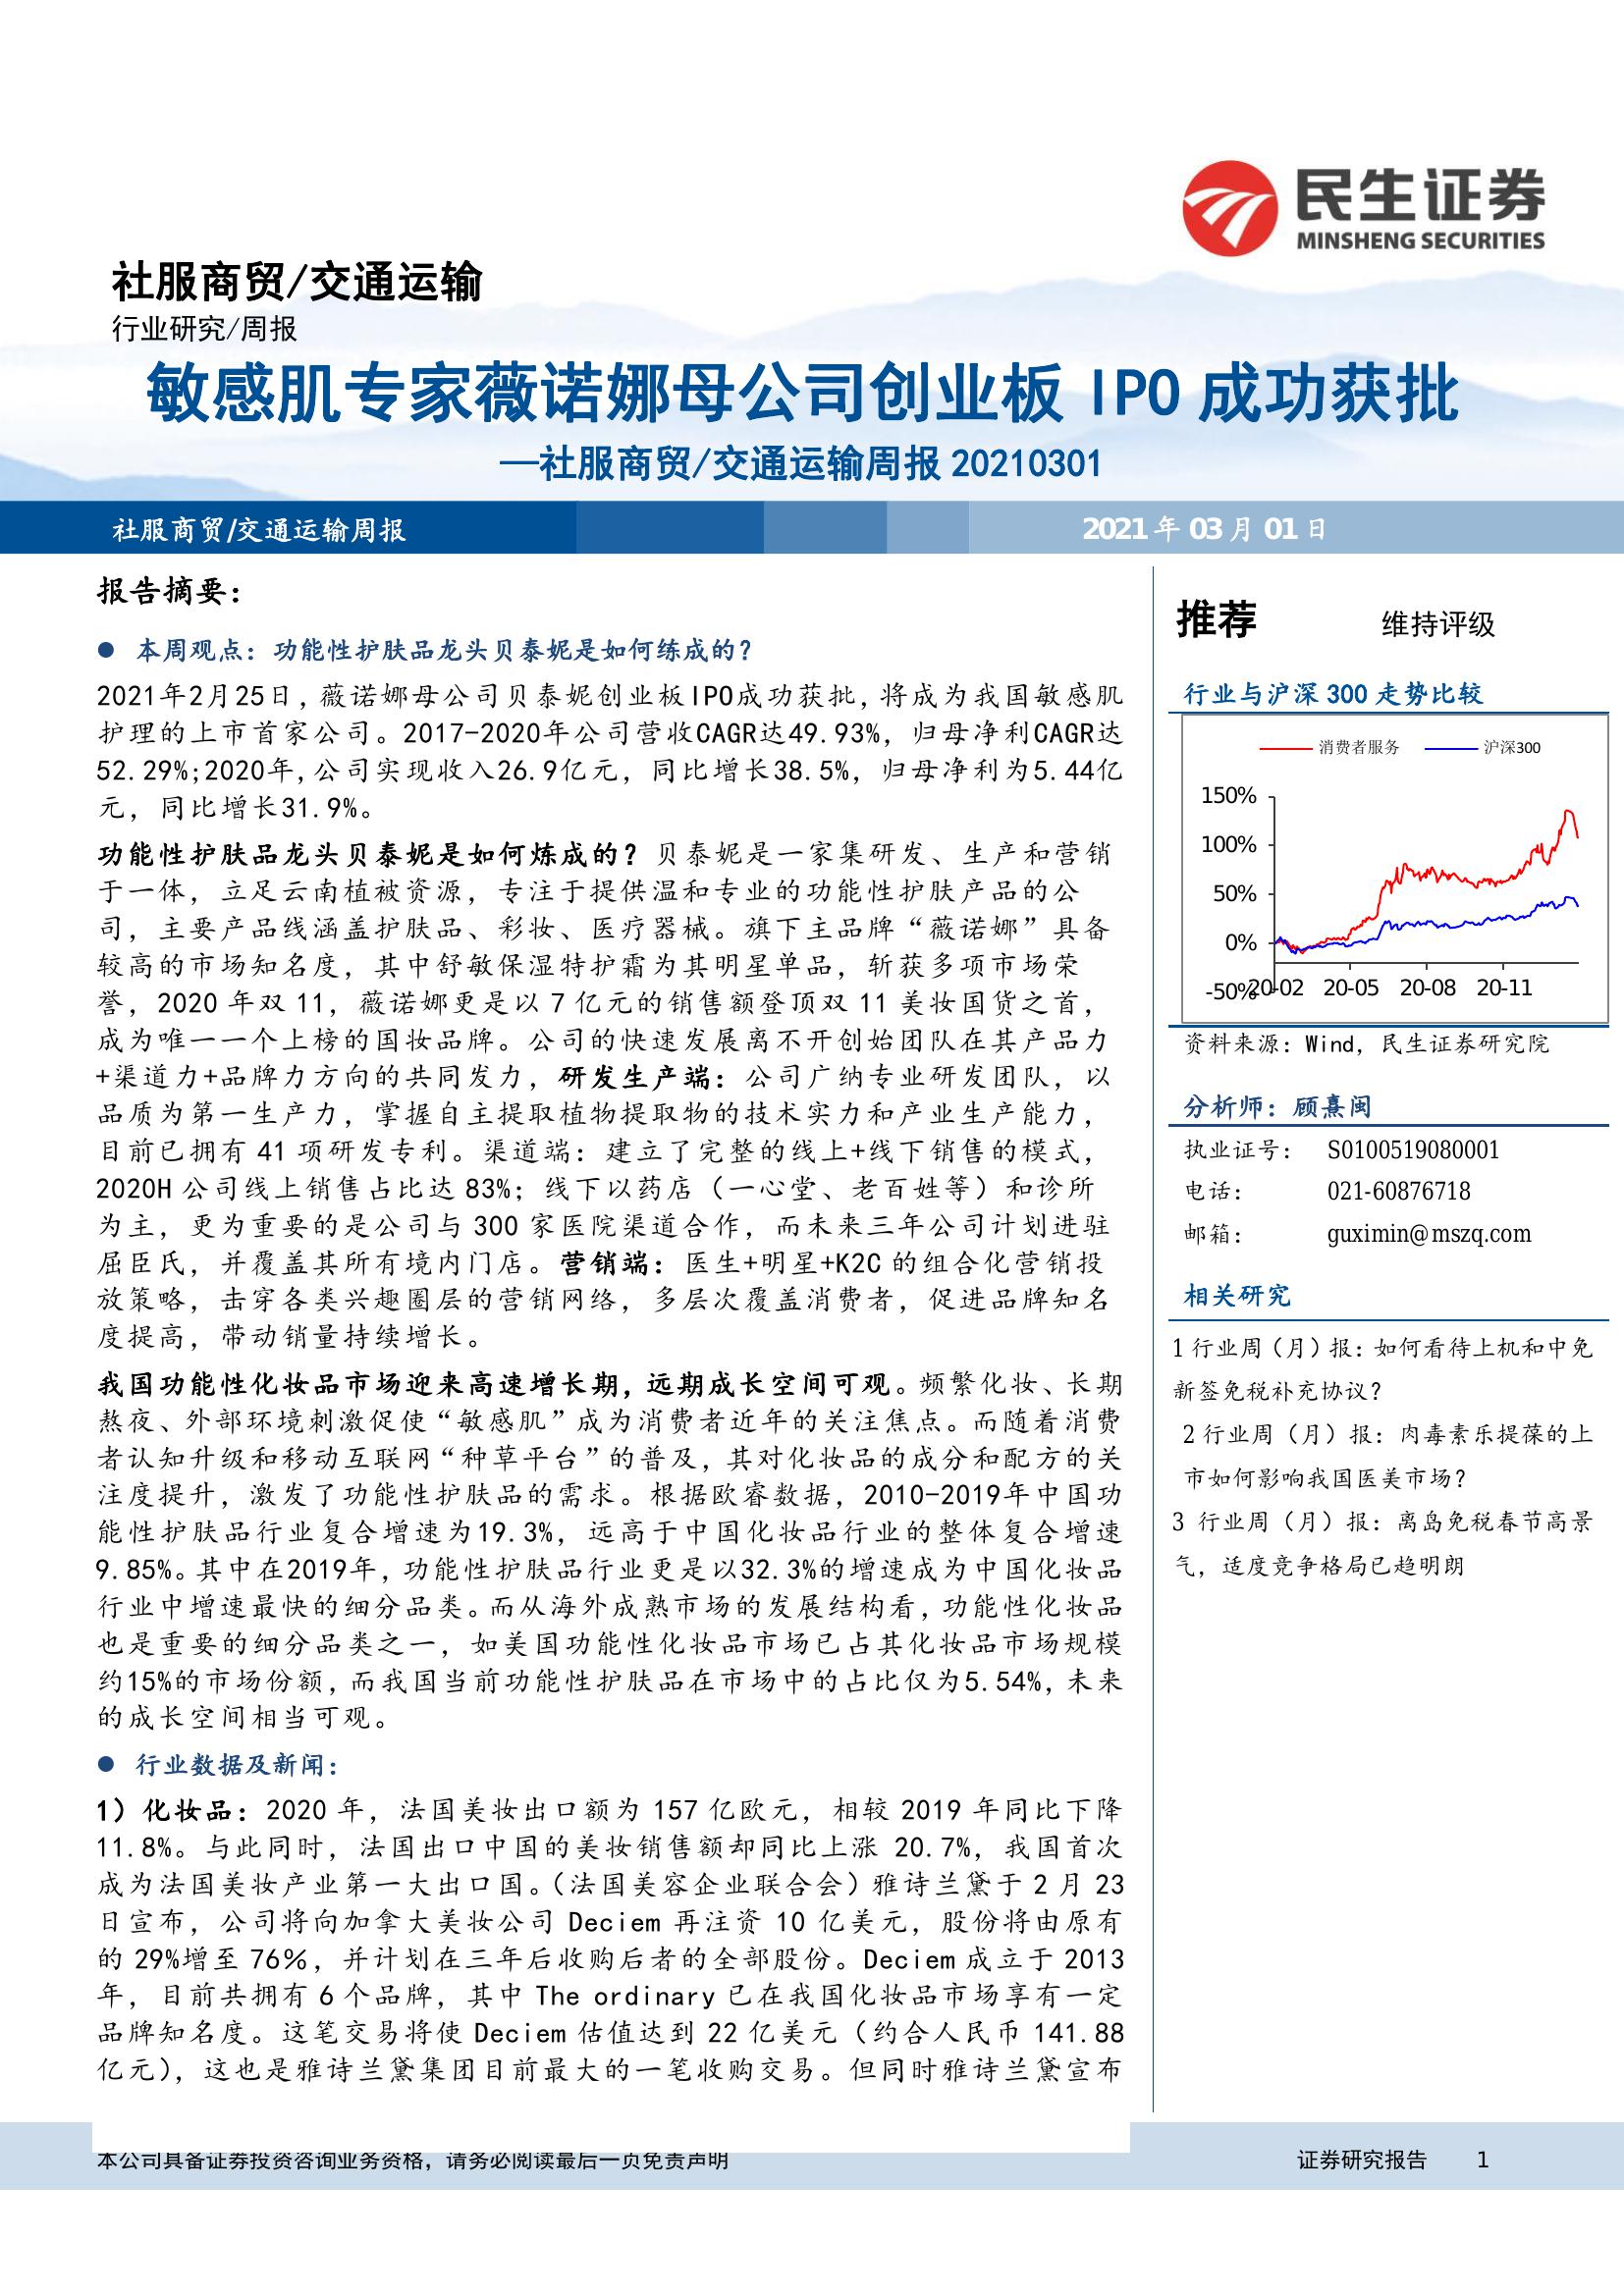 民生证券
MINSHENG SECURITIES
社服商贸/交通运输
行业研究/周报
敏感肌专家薇诺娜母公司创业板 IPO 成功获批
—社服商贸/交通运输周报 20210301
社服商贸/交通运输周报
2021 年 03 月 01 日
报告摘要：
● 本周观点：功能性护肤品龙头贝泰妮是如何练成的？
2021年2月25日，薇诺娜母公司贝泰妮创业板IPO成功获批，将成为我国敏感肌
护理的上市首家公司。2017-2020年公司营收CAGR达49.93%，归母净利CAGR达
52.29%;2020年，公司实现收入26.9亿元，同比增长38.5%，归母净利为5.44亿
元，同比增长31.9%。
功能性护肤品龙头贝泰妮是如何炼成的？贝泰妮是一家集研发、生产和营销
于一体，立足云南植被资源，专注于提供温和专业的功能性护肤产品的公
司，主要产品线涵盖护肤品、彩妆、医疗器械。旗下主品牌“薇诺娜”具备
较高的市场知名度，其中舒敏保湿特护霜为其明星单品，斩获多项市场荣
誉，2020 年双 11，薇诺娜更是以 7 亿元的销售额登顶双 11 美妆国货之首，
成为唯一一个上榜的国妆品牌。公司的快速发展离不开创始团队在其产品力
+渠道力+品牌力方向的共同发力，研发生产端：公司广纳专业研发团队，以
品质为第一生产力，掌握自主提取植物提取物的技术实力和产业生产能力，
目前已拥有 41 项研发专利。渠道端：建立了完整的线上+线下销售的模式，
2020H 公司线上销售占比达 83%；线下以药店（一心堂、老百姓等）和诊所
为主，更为重要的是公司与 300 家医院渠道合作，而未来三年公司计划进驻
屈臣氏，并覆盖其所有境内门店。营销端：医生+明星+K2C 的组合化营销投
放策略，击穿各类兴趣圈层的营销网络，多层次覆盖消费者，促进品牌知名
度提高，带动销量持续增长。
我国功能性化妆品市场迎来高速增长期，远期成长空间可观。频繁化妆、长期
熬夜、外部环境刺激促使“敏感肌”成为消费者近年的关注焦点。而随着消费
者认知升级和移动互联网“种草平台”的普及，其对化妆品的成分和配方的关
注度提升，激发了功能性护肤品的需求。根据欧睿数据，2010-2019年中国功
能性护肤品行业复合增速为19.3%，远高于中国化妆品行业的整体复合增速
9.85%。其中在2019年，功能性护肤品行业更是以32.3%的增速成为中国化妆品
行业中增速最快的细分品类。而从海外成熟市场的发展结构看，功能性化妆品
也是重要的细分品类之一，如美国功能性化妆品市场已占其化妆品市场规模
约15%的市场份额，而我国当前功能性护肤品在市场中的占比仅为5.54%，未来
的成长空间相当可观。
● 行业数据及新闻：
1）化妆品：2020 年，法国美妆出口额为 157 亿欧元，相较 2019 年同比下降
11.8%。与此同时，法国出口中国的美妆销售额却同比上涨 20.7%，我国首次
成为法国美妆产业第一大出口国。（法国美容企业联合会）雅诗兰黛于 2 月 23
日宣布，公司将向加拿大美妆公司 Deciem 再注资 10 亿美元，股份将由原有
的 29%增至 76％，并计划在三年后收购后者的全部股份。Deciem 成立于 2013
年，目前共拥有 6 个品牌，其中 The ordinary 已在我国化妆品市场享有一定
品牌知名度。这笔交易将使 Deciem 估值达到 22 亿美元（约合人民币 141.88
亿元），这也是雅诗兰黛集团目前最大的一笔收购交易。但同时雅诗兰黛宣布
推荐 维持评级
行业与沪深 300 走势比较
消费者服务 沪深300
150%
100%
50%
0%
-50%
20-02 20-05 20-08 20-11
资料来源：Wind，民生证券研究院
分析师：顾熹闽
执业证号： S0100519080001
电话： 021-60876718
邮箱： guximin@mszq.com
相关研究
1 行业周（月）报：如何看待上机和中免
新签免税补充协议？
2 行业周（月）报：肉毒素乐提葆的上
市如何影响我国医美市场？
3 行业周（月）报：离岛免税春节高景
气，适度竞争格局已趋明朗
本公司具备证券投资咨询业务资格，请务必阅读最后一页免责声明
证券研究报告 1